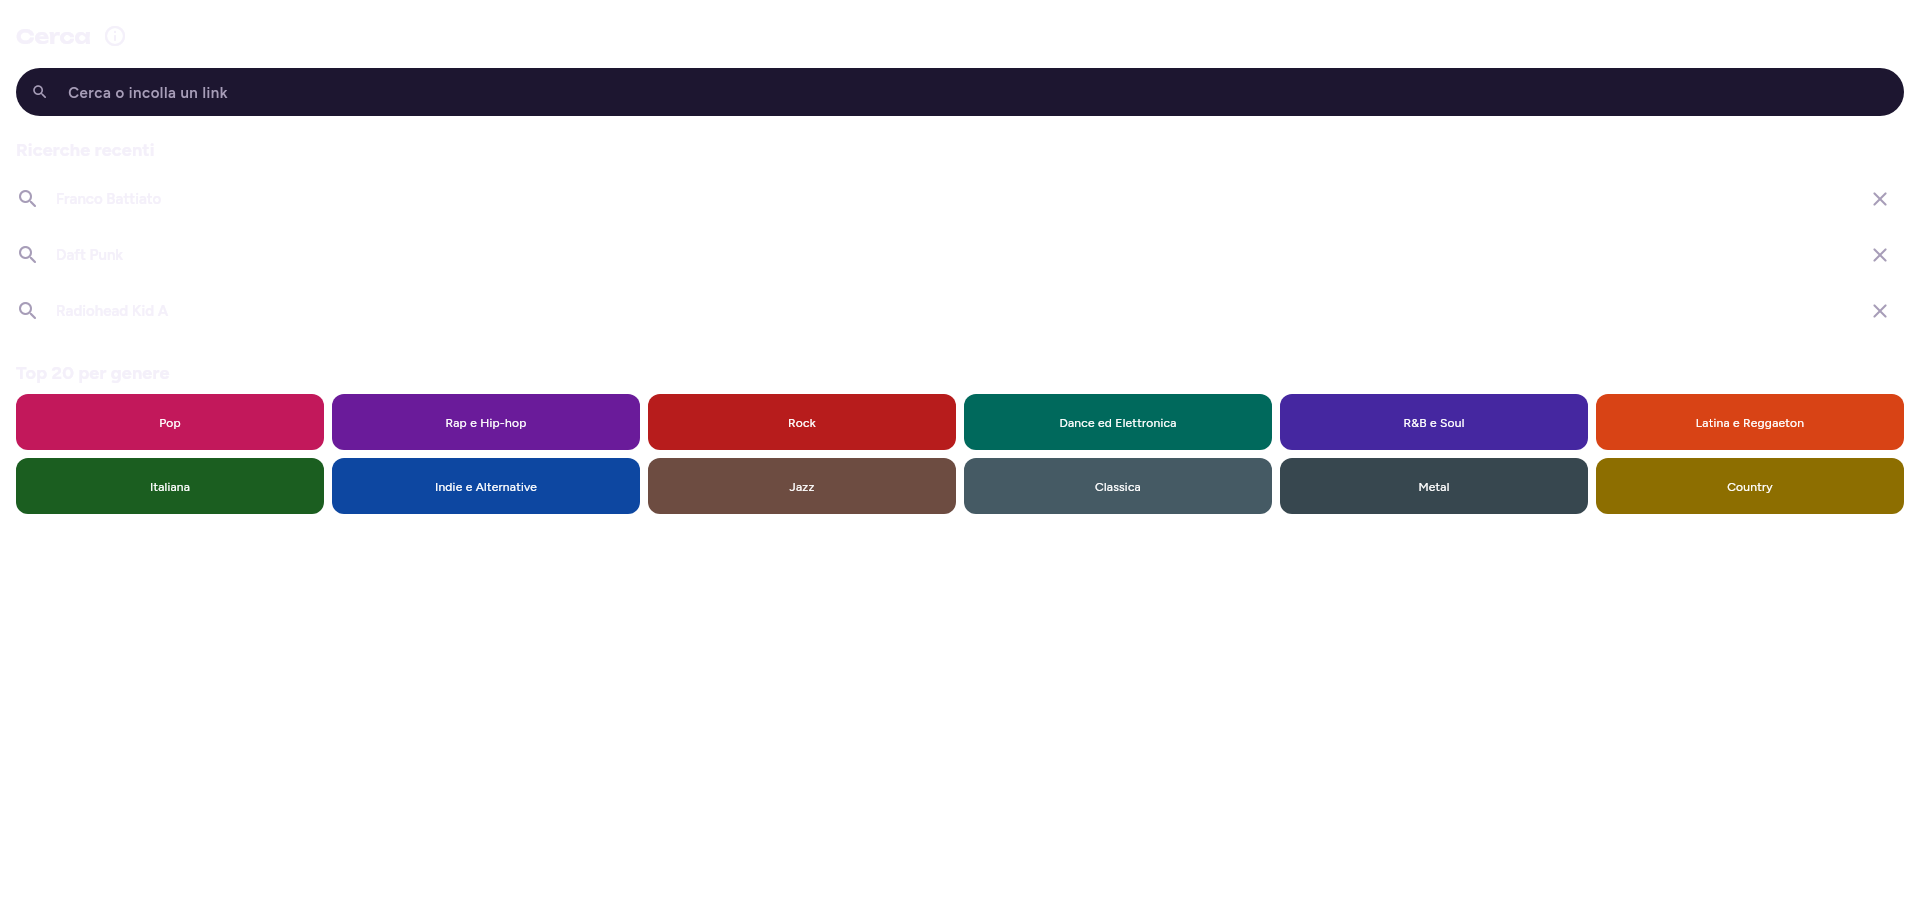 Cerca
Cerca o incolla un link
Ricerche recenti
Franco Battiato
Daft Punk
Radiohead Kid A
Top 20 per genere
Pop
Rap e Hip-hop
Rock
Dance ed Elettronica
R&B e Soul
Latina e Reggaeton
Italiana
Indie e Alternative
Jazz
Classica
Metal
Country